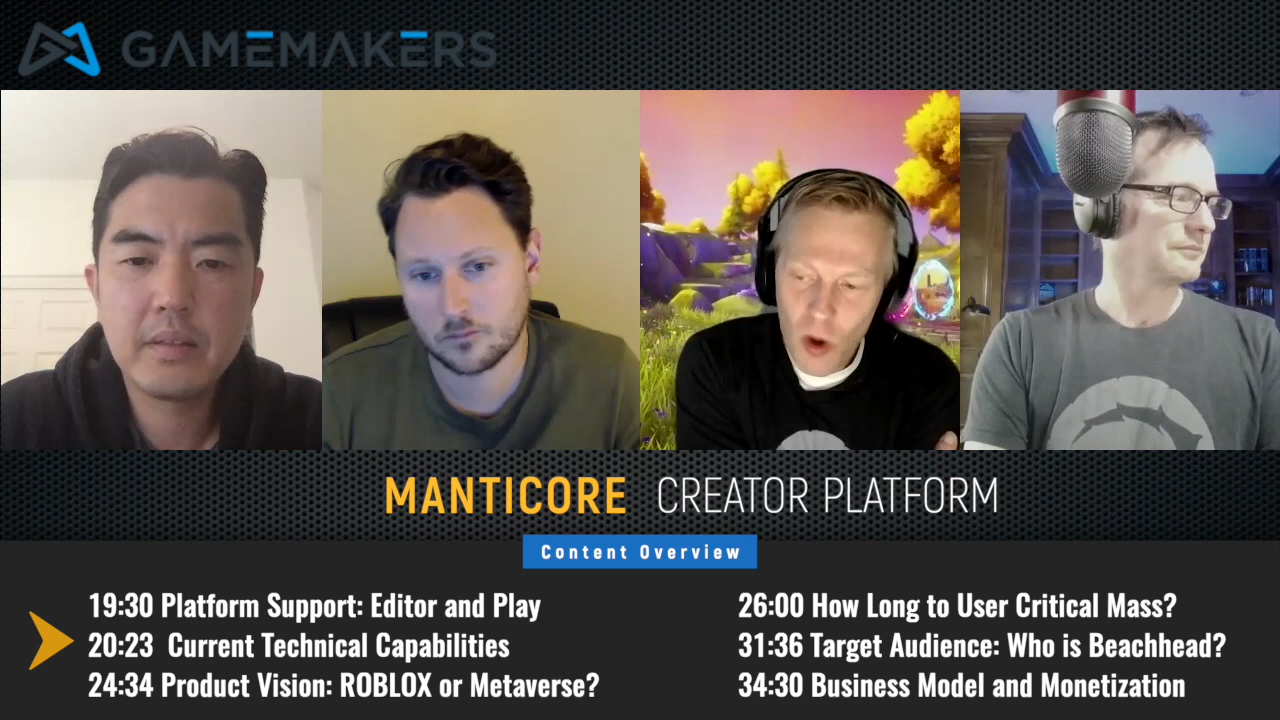 GAMEMAKERS
MANTICORE CREATOR PLATFORM
Content Overview
19:30 Platform Support: Editor and Play
20:23 Current Technical Capabilities
24:34 Product Vision: ROBLOX or Metaverse?
26:00 How Long to User Critical Mass?
31:36 Target Audience: Who is Beachhead?
34:30 Business Model and Monetization